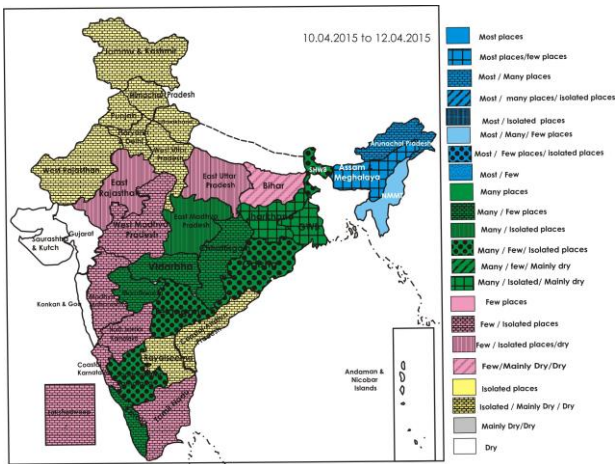 10.04.2015 to 12.04.2015
Jammu & Kashmir
Himachal Pradesh
Punjab
West Uttar
Pradesh
West Rajasthan
East
Rajasthan
East Uttar
Pradesh
Bihar
SHWB
Arunachal Pradesh
Assam
Meghalaya
NMMT
Gujarat
Saurashtra
& Kutch
West Madhya
Pradesh
East Madhya
Pradesh
Jharkhand
GWB
Chhattisgarh
Vidarbha
Konkan & Goa
Telangana
Coastal
Karnataka
Andaman &
Nicobar
Islands
Most places
Most places/few places
Most / Many places
Most / many places/ isolated places
Most / Isolated places
Most / Many/ Few places
Most / Few places/ isolated places
Most / Few
Many places
Many / Few places
Many / Isolated places
Many / Few/ Isolated places
Many / few/ Mainly dry
Many / Isolated/ Mainly dry
Few places
Few / Isolated places
Few / Isolated places/dry
Few/Mainly Dry/Dry
Isolated places
Isolated / Mainly Dry / Dry
Mainly Dry/Dry
Dry